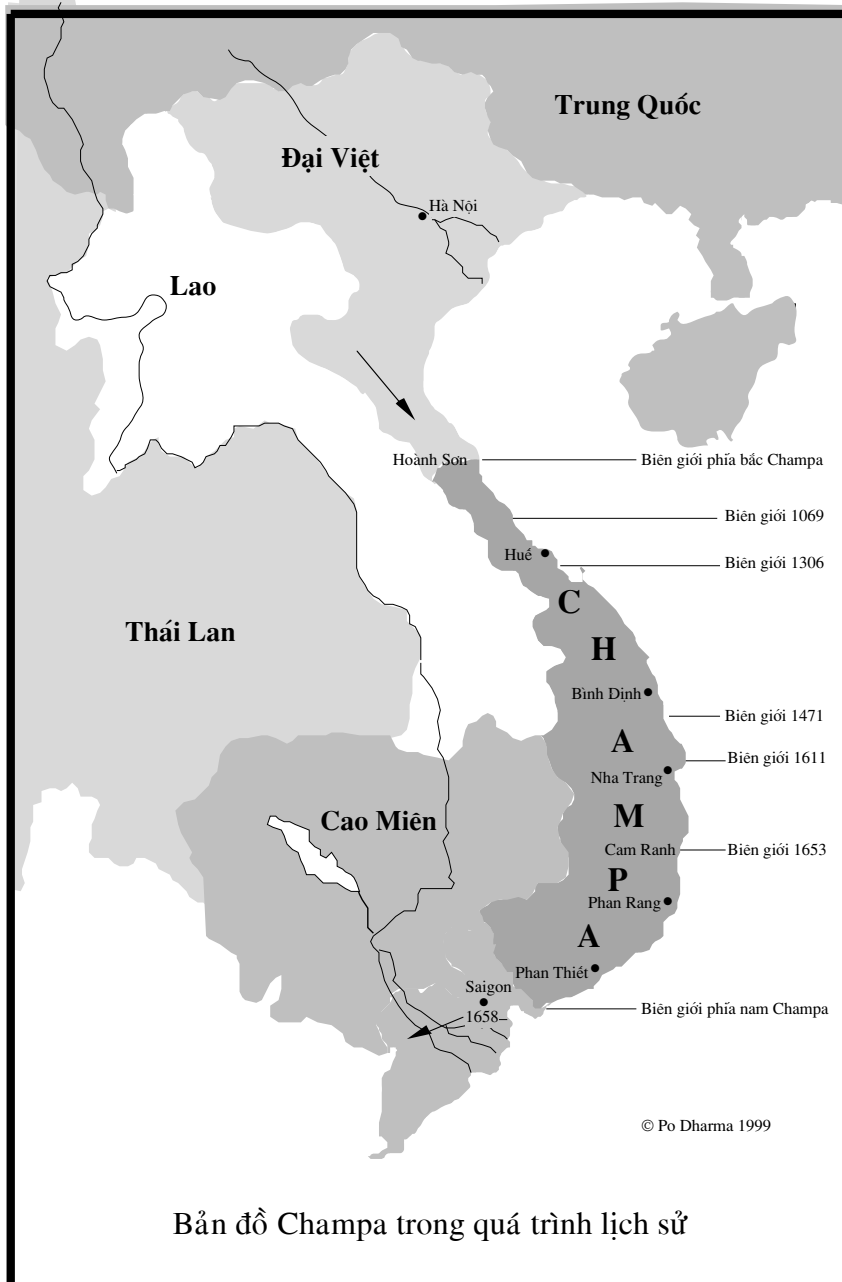 Trung Quốc
Đại Việt
Hà Nội
Lao
Hoành Sơn
Biên giới phía bắc Champa
Biên giới 1069
Huế
Biên giới 1306
C
H
Thái Lan
Bình Dịnh
Biên giới 1471
A
Biên giới 1611
Nha Trang
M
Cao Miên
Cam Ranh
Biên giới 1653
P
Phan Rang
A
Phan Thiết
Saigon
Biên giới phía nam Champa
1658
© Po Dharma 1999
Bản đồ Champa trong quá trình lịch sử